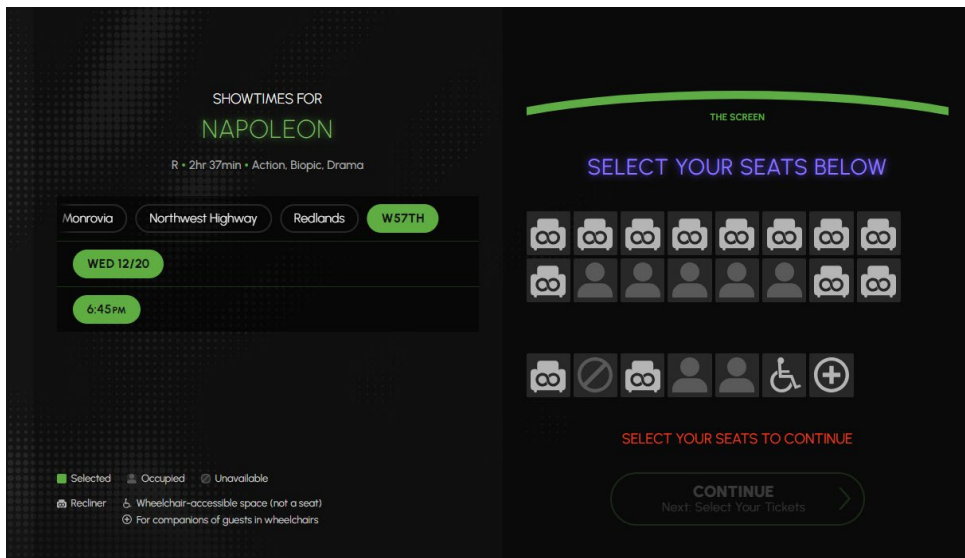 SHOWTIMES FOR
NAPOLEON
R • 2hr 37min • Action, Biopic, Drama
Monrovia Northwest Highway Redlands W57TH
WED 12/20
6:45PM
Selected Occupied Unavailable
Recliner Wheelchair-accessible space (not a seat)
For companions of guests in wheelchairs
THE SCREEN
SELECT YOUR SEATS BELOW
SELECT YOUR SEATS TO CONTINUE
CONTINUE
Next: Select Your Tickets